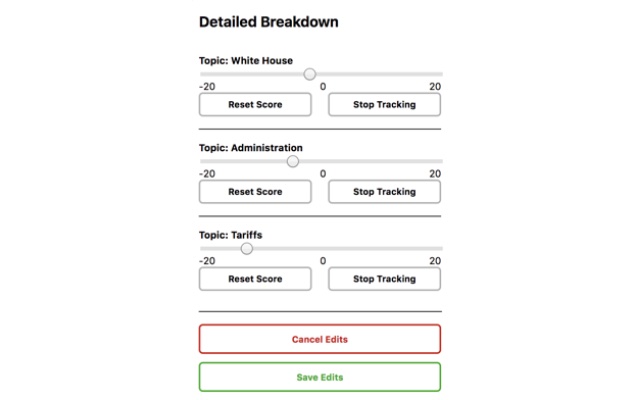 Detailed Breakdown
Topic: White House
-20 0 20
Reset Score Stop Tracking
Topic: Administration
-20 0 20
Reset Score Stop Tracking
Topic: Tariffs
-20 0 20
Reset Score Stop Tracking
Cancel Edits
Save Edits